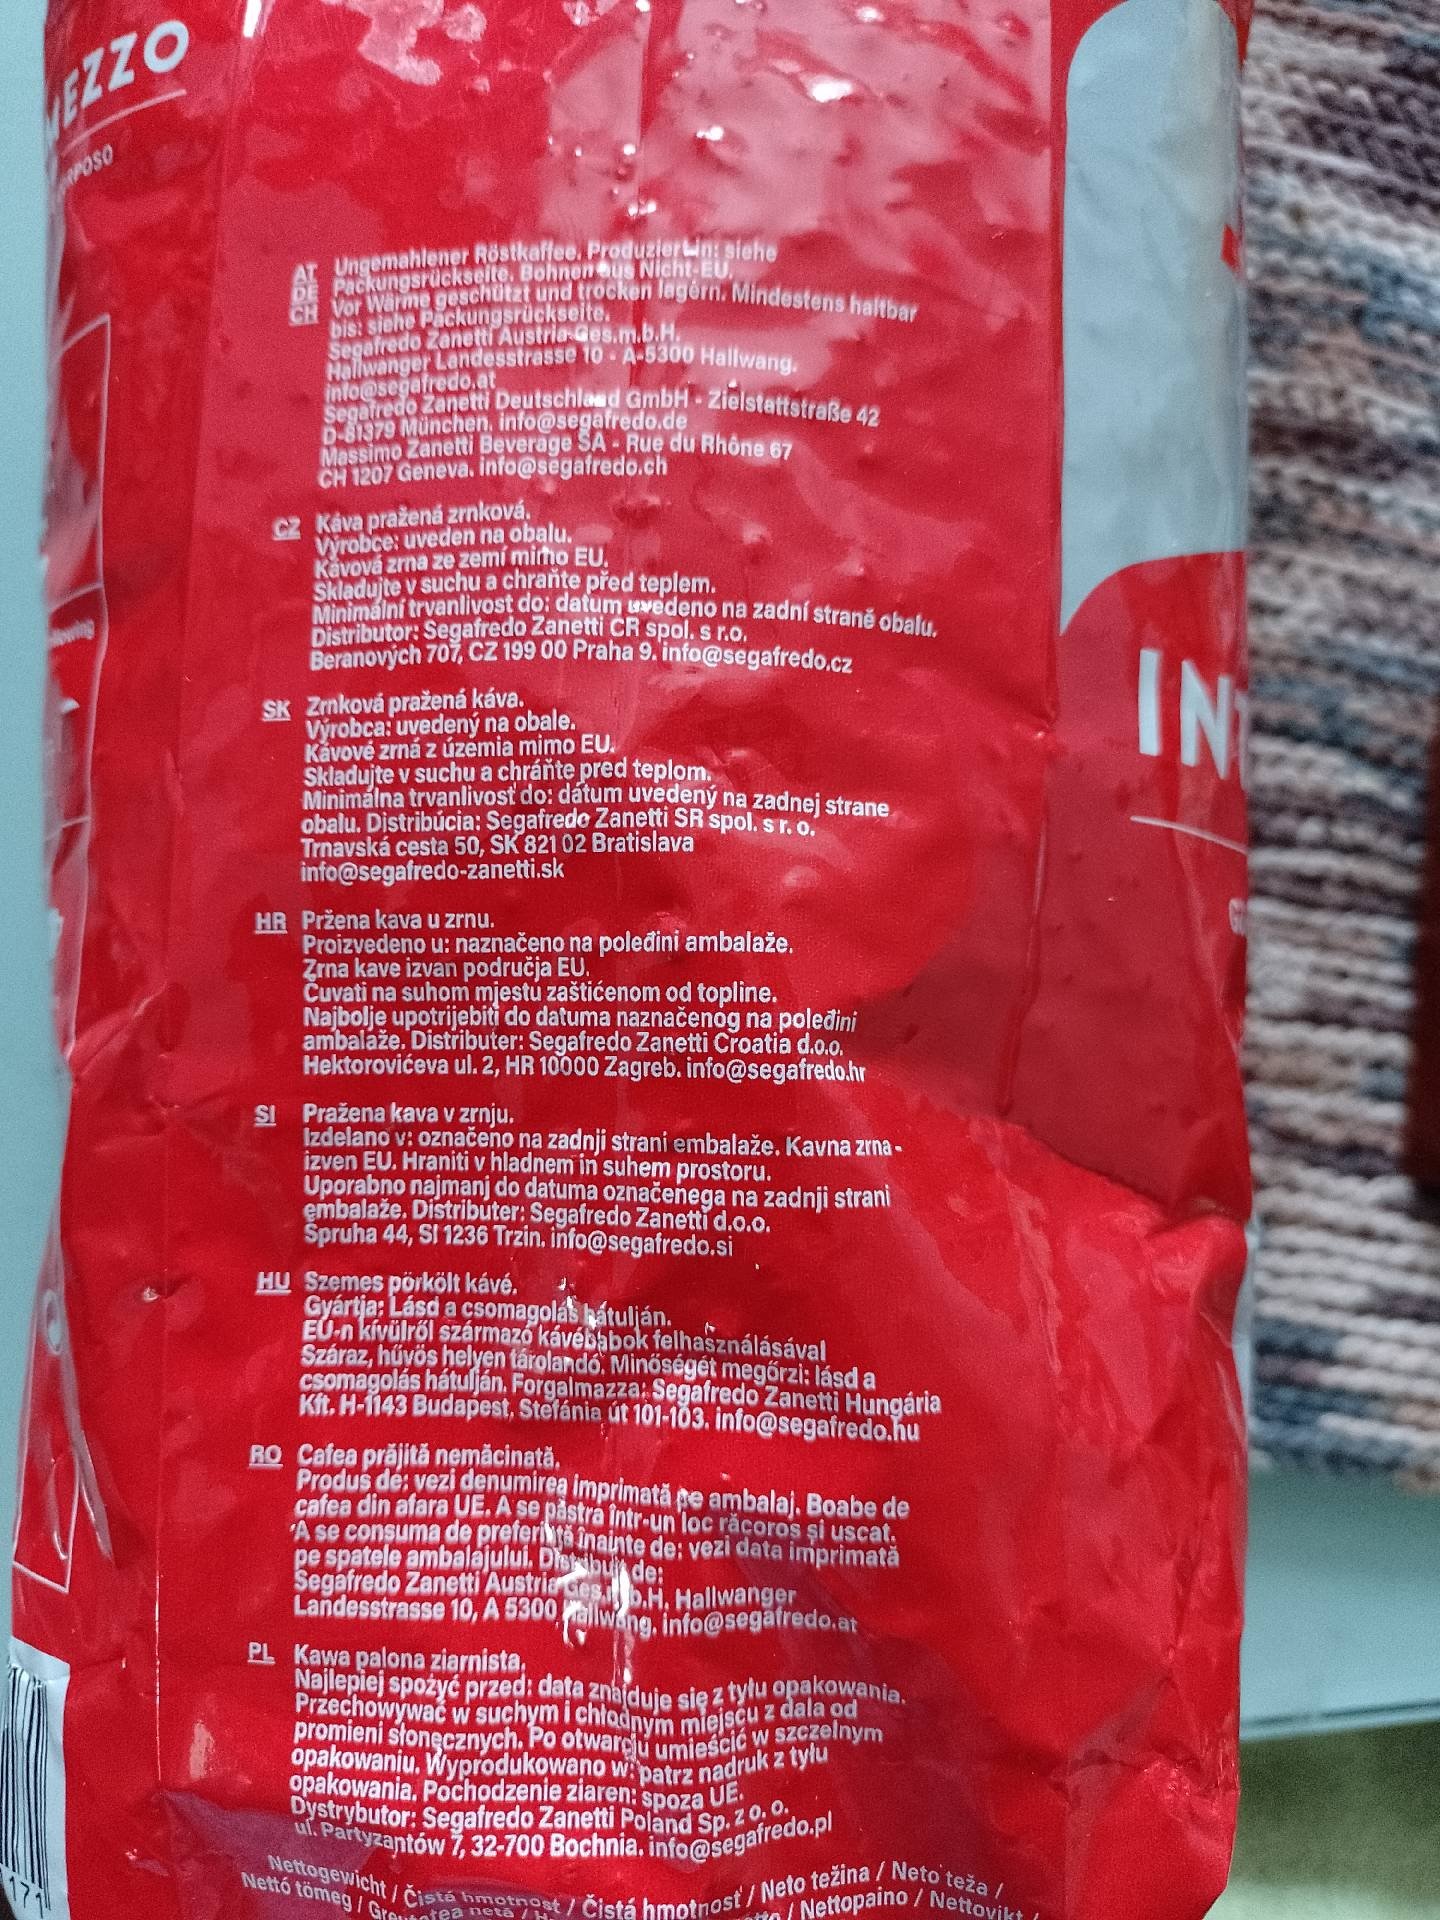 MEZZO
AT Ungemahlener Röstkaffee. Produziert in: siehe
DE Packungsrückseite. Bohnen aus Nicht-EU.
CH Vor Wärme geschützt und trocken lagern. Mindestens haltbar
bis: siehe Packungsrückseite.
Segafredo Zanetti Austria Ges.m.b.H.
Hallwanger Landesstrasse 10 - A-5300 Hallwang.
info@segafredo.at
Segafredo Zanetti Deutschland GmbH - Zielstattstraße 42
D-81379 München. info@segafredo.de
Massimo Zanetti Beverage SA - Rue du Rhône 67
CH 1207 Geneva. info@segafredo.ch
CZ Káva pražená zrnková.
Výrobce: uveden na obalu.
Kávová zrna ze zemí mimo EU.
Skladujte v suchu a chraňte před teplem.
Minimální trvanlivost do: datum uvedeno na zadní straně obalu.
Distributor: Segafredo Zanetti ČR spol. s r.o.
Beranových 707, CZ 199 00 Praha 9. info@segafredo.cz
SK Zrnková pražená káva.
Výrobca: uvedený na obale.
Kávové zrná z územia mimo EU.
Skladujte v suchu a chráňte pred teplom.
Minimálna trvanlivosť do: dátum uvedený na zadnej strane
obalu. Distribúcia: Segafredo Zanetti SR spol. s r. o.
Trnavská cesta 50, SK 821 02 Bratislava
info@segafredo-zanetti.sk
HR Pržena kava u zrnu.
Proizvedeno u: naznačeno na poleđini ambalaže.
Zrna kave izvan područja EU.
Čuvati na suhom mjestu zaštićenom od topline.
Najbolje upotrijebiti do datuma naznačenog na poleđini
ambalaže. Distributer: Segafredo Zanetti Croatia d.o.o.
Hektorovićeva ul. 2, HR 10000 Zagreb. info@segafredo.hr
SI Pražena kava v zrnju.
Izdelano v: označeno na zadnji strani embalaže. Kavna zrna -
izven EU. Hraniti v hladnem in suhem prostoru.
Uporabno najmanj do datuma označenega na zadnji strani
embalaže. Distributer: Segafredo Zanetti d.o.o.
Špruha 44, SI 1236 Trzin. info@segafredo.si
HU Szemes pörkölt kávé.
Gyártja: Lásd a csomagolás hátulján.
EU-n kívülről származó kávébabok felhasználásával
Száraz, hűvös helyen tárolandó. Minőségét megőrzi: lásd a
csomagolás hátulján. Forgalmazza: Segafredo Zanetti Hungária
Kft. H-1143 Budapest, Stefánia út 101-103. info@segafredo.hu
RO Cafea prăjită nemăcinată.
Produs de: vezi denumirea imprimată pe ambalaj. Boabe de
cafea din afara UE. A se păstra într-un loc răcoros și uscat.
A se consuma de preferință înainte de: vezi data imprimată
pe spatele ambalajului. Distribuit de:
Segafredo Zanetti Austria Ges.m.b.H. Hallwanger
Landesstrasse 10, A 5300 Hallwang. info@segafredo.at
PL Kawa palona ziarnista.
Najlepiej spożyć przed: data znajduje się z tyłu opakowania.
Przechowywać w suchym i chłodnym miejscu z dala od
promieni słonecznych. Po otwarciu umieścić w szczelnym
opakowaniu. Wyprodukowano w: patrz nadruk z tyłu
opakowania. Pochodzenie ziaren: spoza UE.
Dystrybutor: Segafredo Zanetti Poland Sp. z o. o.
ul. Partyzantów 7, 32-700 Bochnia. info@segafredo.pl
Nettogewicht / Čistá hmotnost / Čistá hmotnosť / Neto težina / Neto teža /
Nettó tömeg / / Nettopaino / Nettovikt /
IN
171